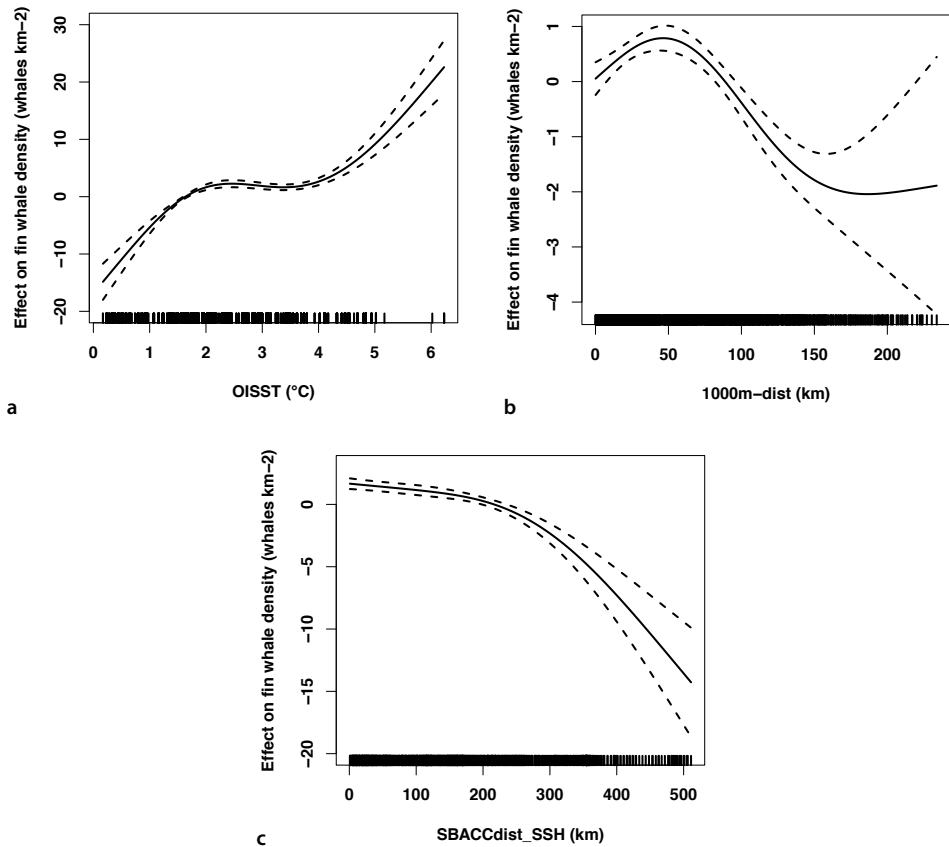 Effect on fin whale density (whales km−2)
30
20
10
0
−10
−20
0 1 2 3 4 5 6
OISST (°C)
a
Effect on fin whale density (whales km−2)
1
0
−1
−2
−3
−4
0 50 100 150 200
1000m−dist (km)
b
Effect on fin whale density (whales km−2)
0
−5
−10
−15
−20
0 100 200 300 400 500
SBACCdist_SSH (km)
c